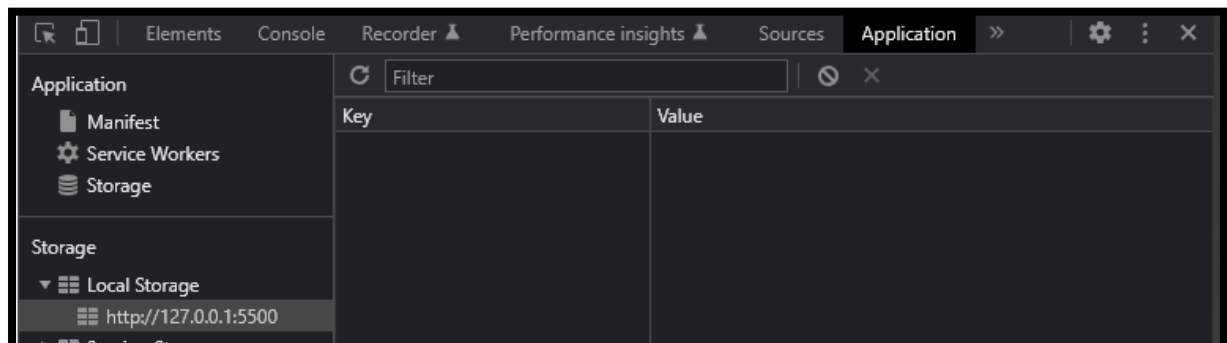 Elements Console Recorder Performance insights Sources Application »
Application
Filter
Manifest
Key Value
Service Workers
Storage
Storage
Local Storage
http://127.0.0.1:5500